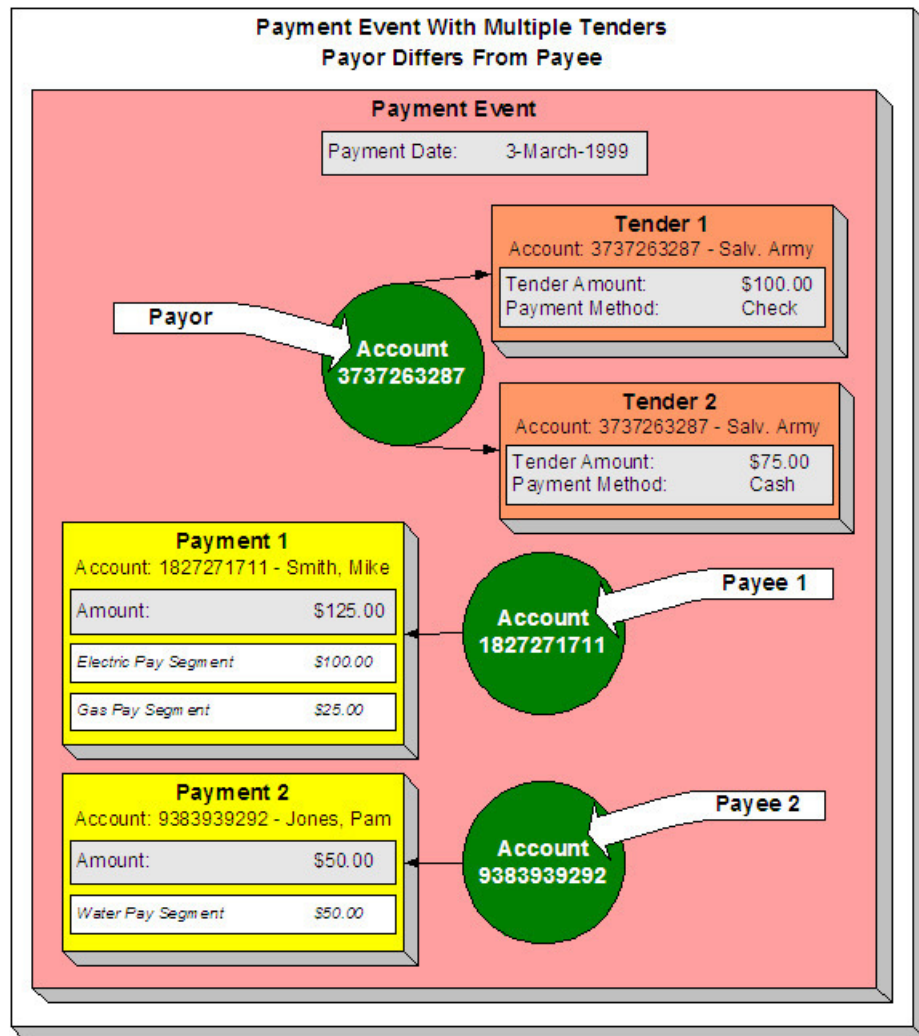 Payment Event With Multiple Tenders
Payor Differs From Payee
Payment Event
Payment Date: 3-March-1999
Tender 1
Account: 3737263287 - Salv. Army
Tender Amount: $100.00
Payment Method: Check
Payor
Account
3737263287
Tender 2
Account: 3737263287 - Salv. Army
Tender Amount: $75.00
Payment Method: Cash
Payment 1
Account: 1827271711 - Smith, Mike
Amount: $125.00
Electric Pay Segment $100.00
Gas Pay Segment $25.00
Payee 1
Account
1827271711
Payment 2
Account: 9383939292 - Jones, Pam
Amount: $50.00
Water Pay Segment $50.00
Payee 2
Account
9383939292